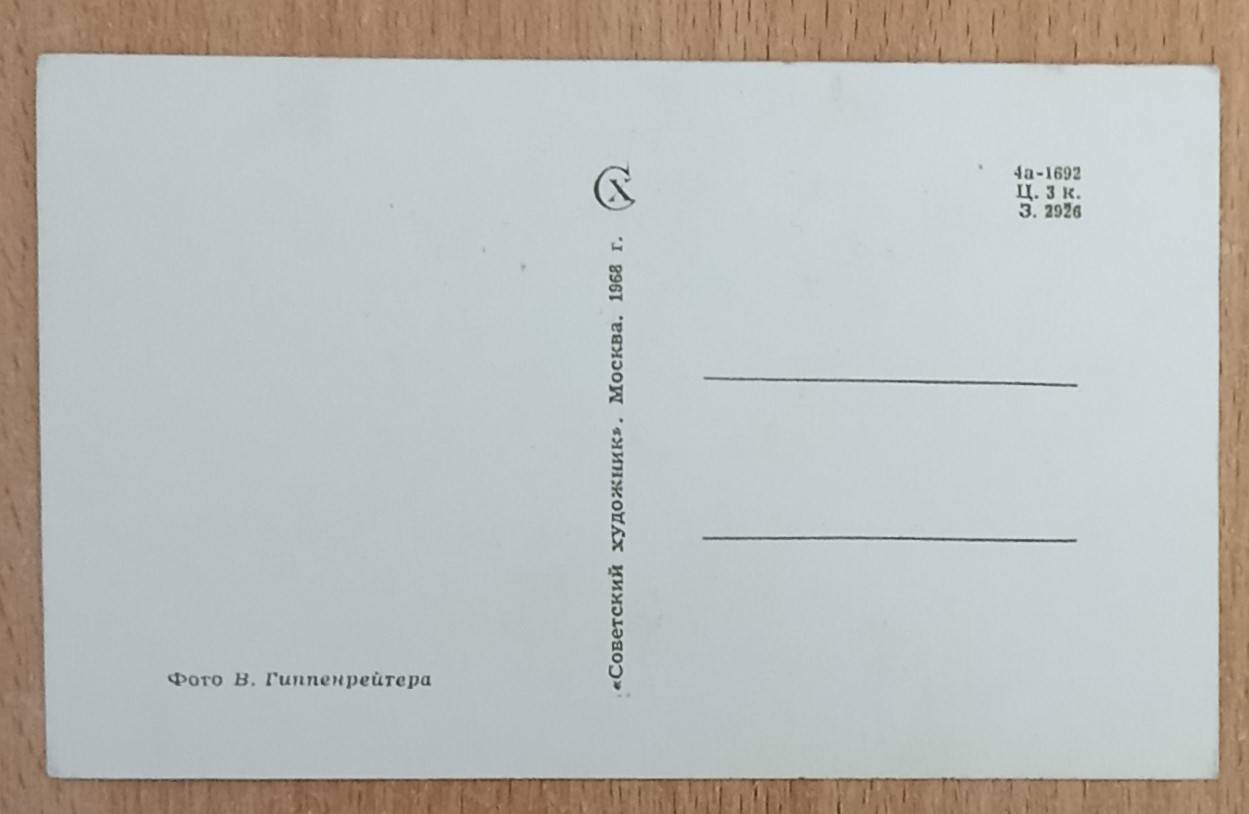 4а-1692
Ц. 3 к.
З. 2926
«Советский художник». Москва. 1968 г.
Фото В. Гиппенрейтера